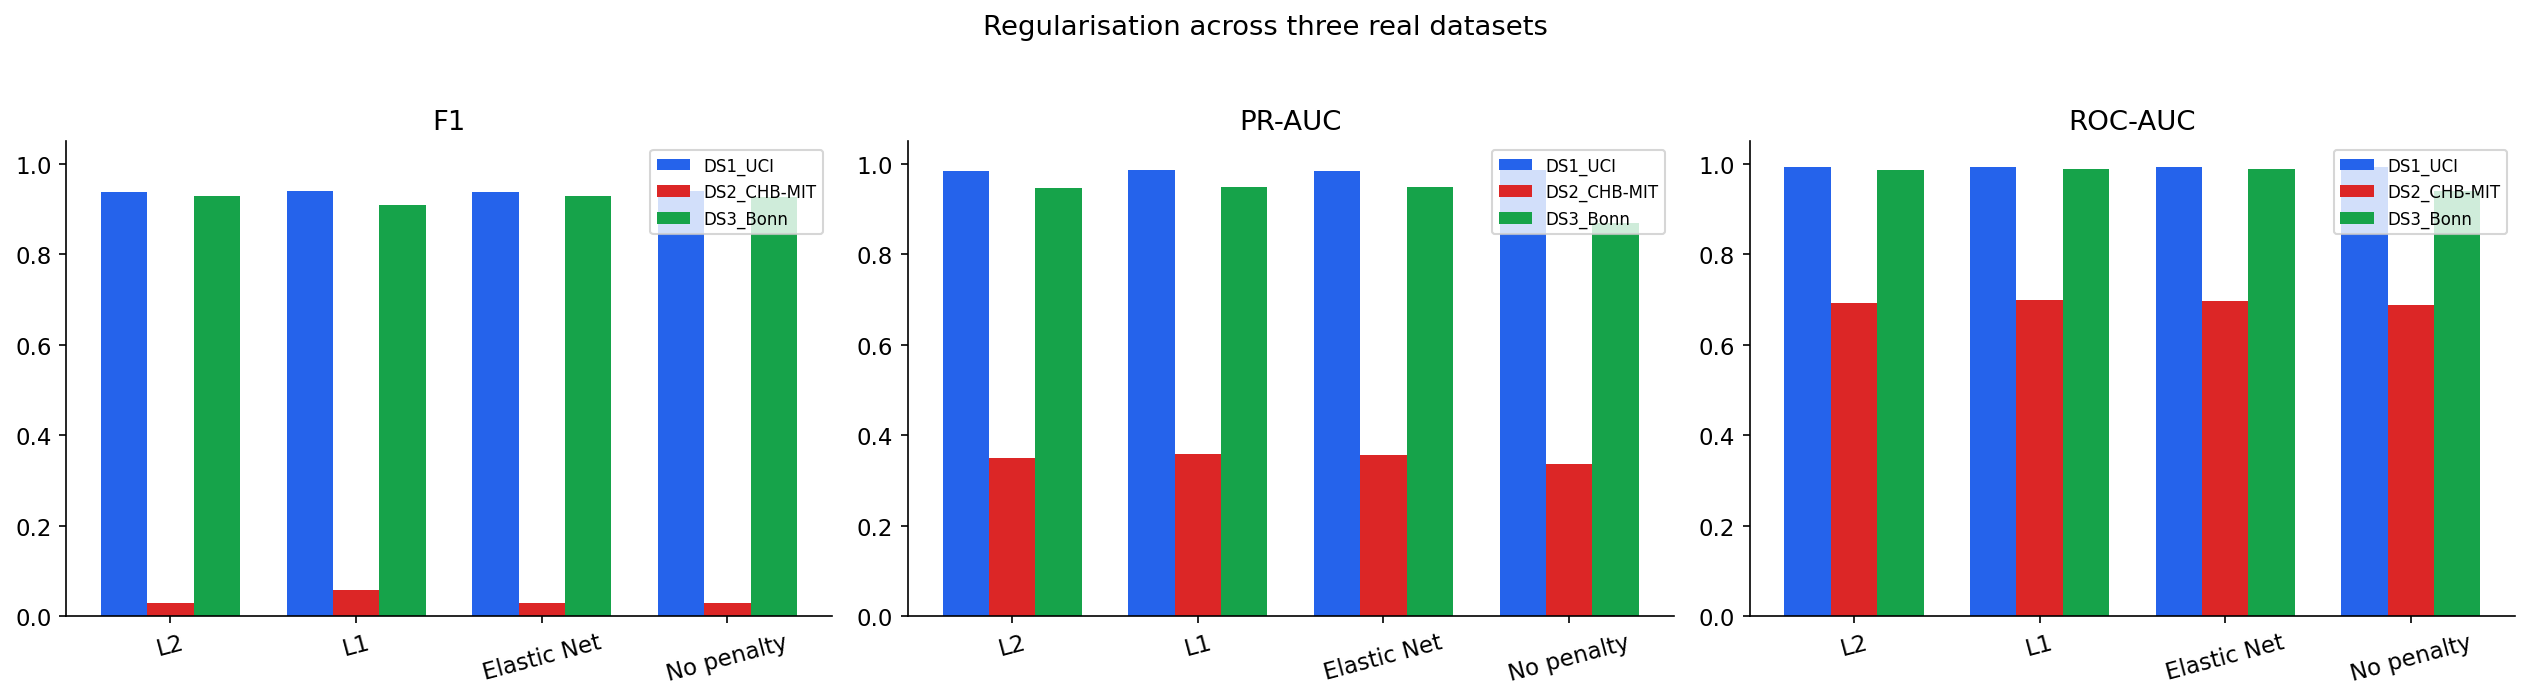 Regularisation across three real datasets
F1
1.0
0.8
0.6
0.4
0.2
0.0
DS1_UCI
DS2_CHB-MIT
DS3_Bonn
L2
L1
Elastic Net
No penalty
PR-AUC
1.0
0.8
0.6
0.4
0.2
0.0
DS1_UCI
DS2_CHB-MIT
DS3_Bonn
L2
L1
Elastic Net
No penalty
ROC-AUC
1.0
0.8
0.6
0.4
0.2
0.0
DS1_UCI
DS2_CHB-MIT
DS3_Bonn
L2
L1
Elastic Net
No penalty